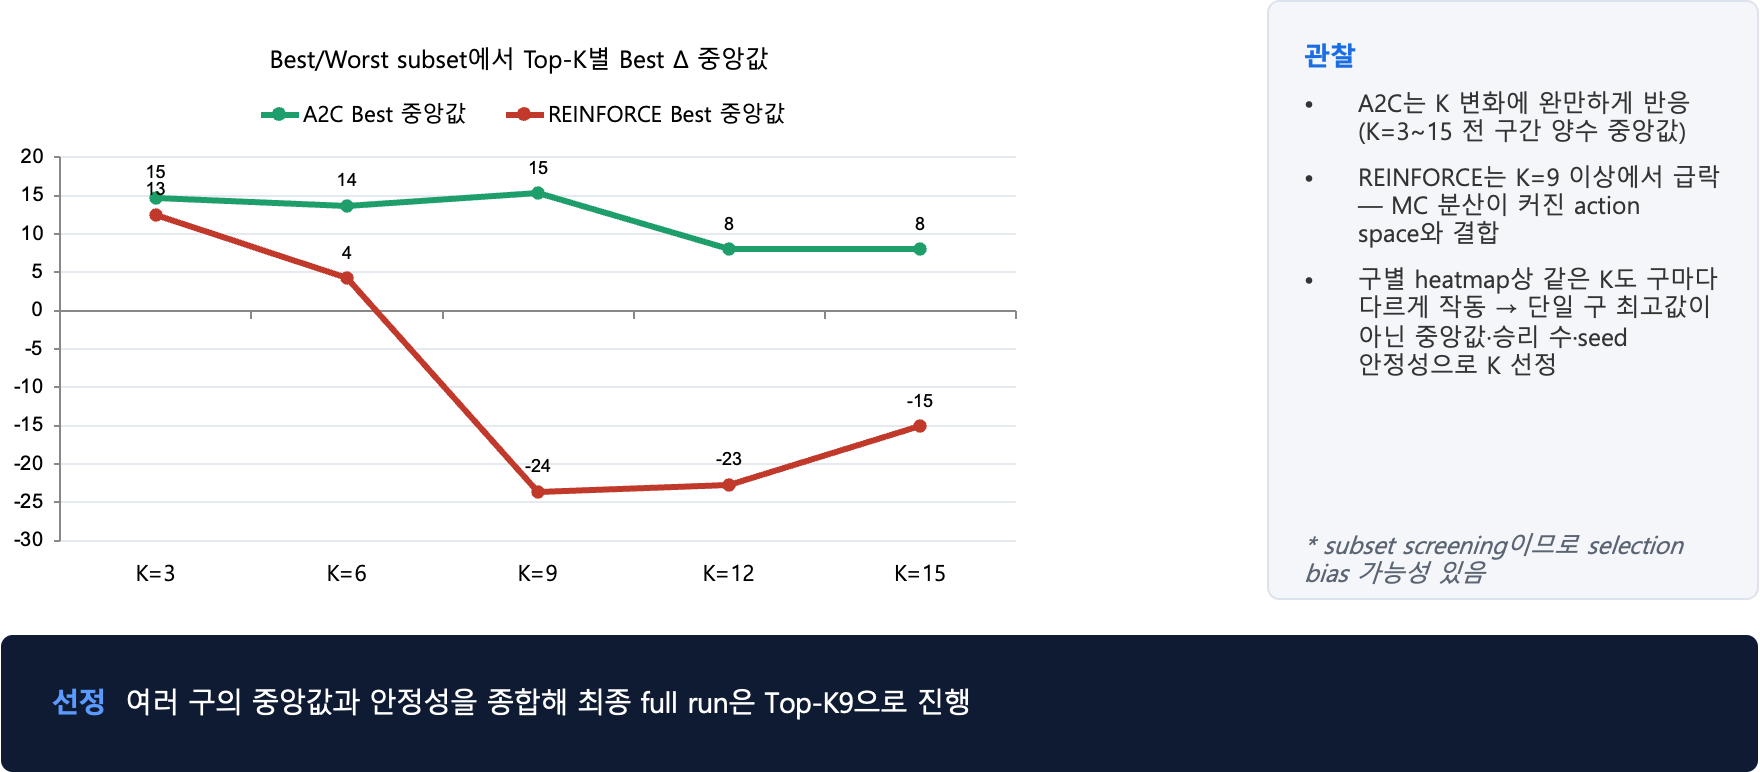 Best/Worst subset에서 Top-K별 Best Δ 중앙값
A2C Best 중앙값
REINFORCE Best 중앙값
20
15
10
5
0
-5
-10
-15
-20
-25
-30
15
14
15
8
8
13
4
-24
-23
-15
K=3
K=6
K=9
K=12
K=15
관찰
• A2C는 K 변화에 완만하게 반응
(K=3~15 전 구간 양수 중앙값)
• REINFORCE는 K=9 이상에서 급락
— MC 분산이 커진 action
space와 결합
• 구별 heatmap상 같은 K도 구마다
다르게 작동 → 단일 구 최고값이
아닌 중앙값·승리 수·seed
안정성으로 K 선정
* subset screening이므로 selection
bias 가능성 있음
선정 여러 구의 중앙값과 안정성을 종합해 최종 full run은 Top-K9으로 진행